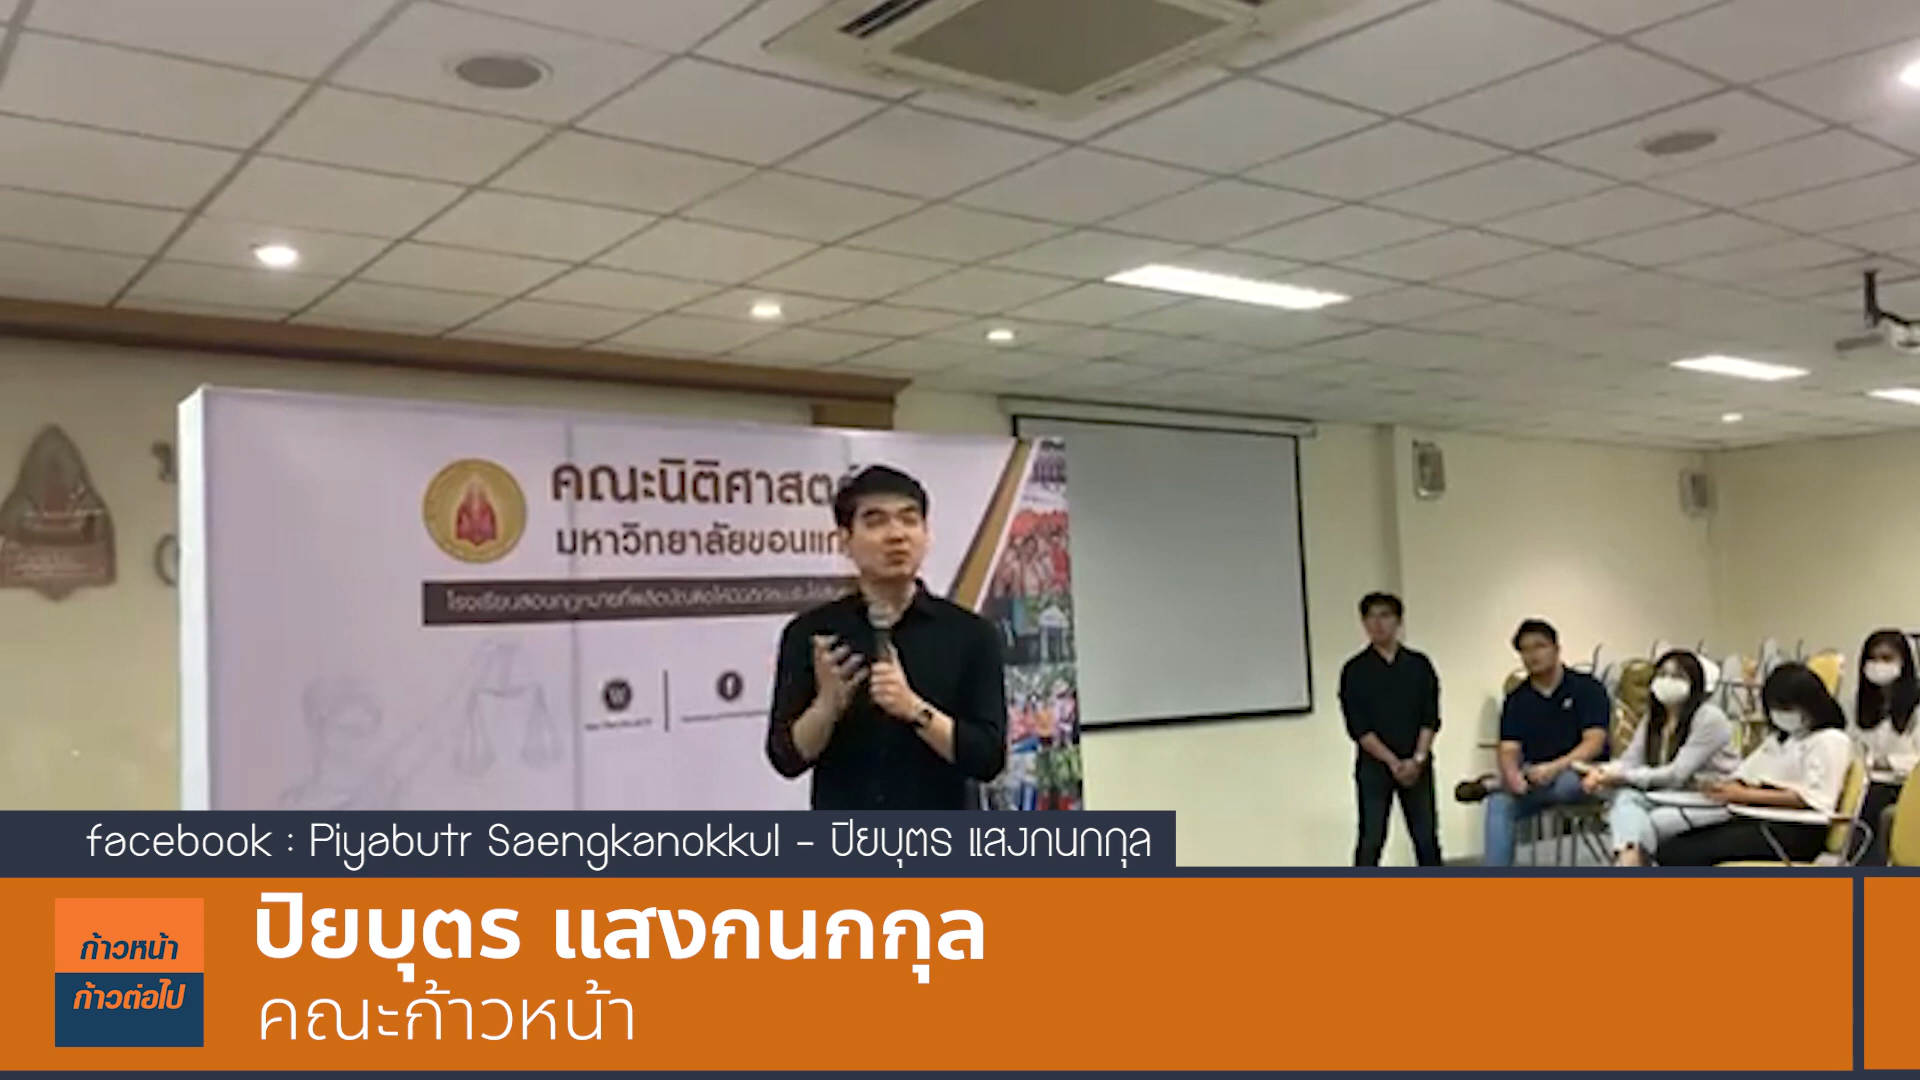 คณะนิติศาสต
มหาวิทยาลัยขอนแก
facebook : Piyabutr Saengkanokkul - ปิยบุตร แสงกนกกุล
ปิยบุตร แสงกนกกุล
คณะก้าวหน้า
ก้าวหน้า
ก้าวต่อไป